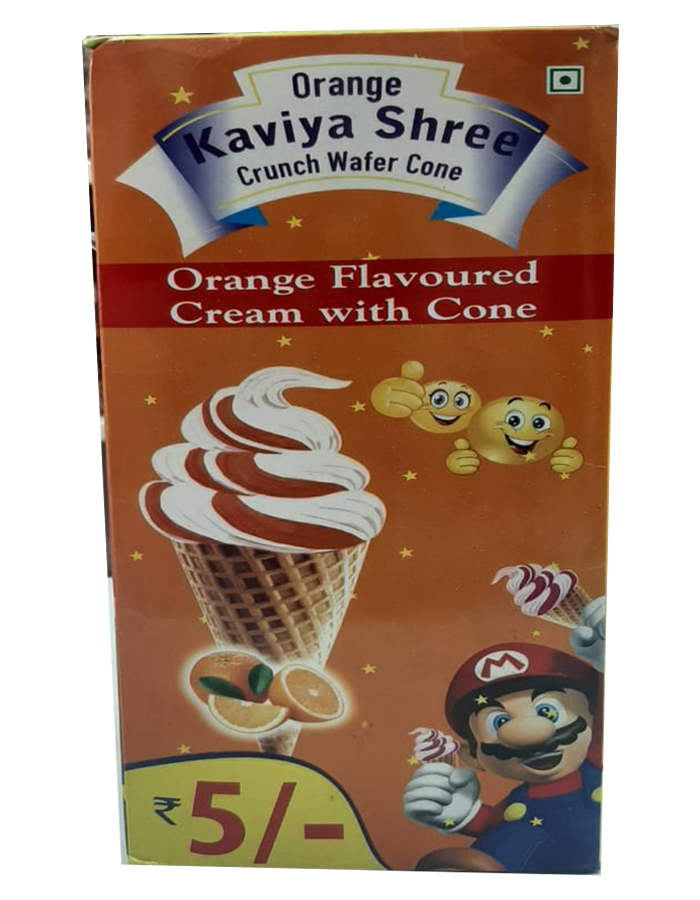 Orange
Kaviya Shree
Crunch Wafer Cone
Orange Flavoured
Cream with Cone
M
₹ 5/-